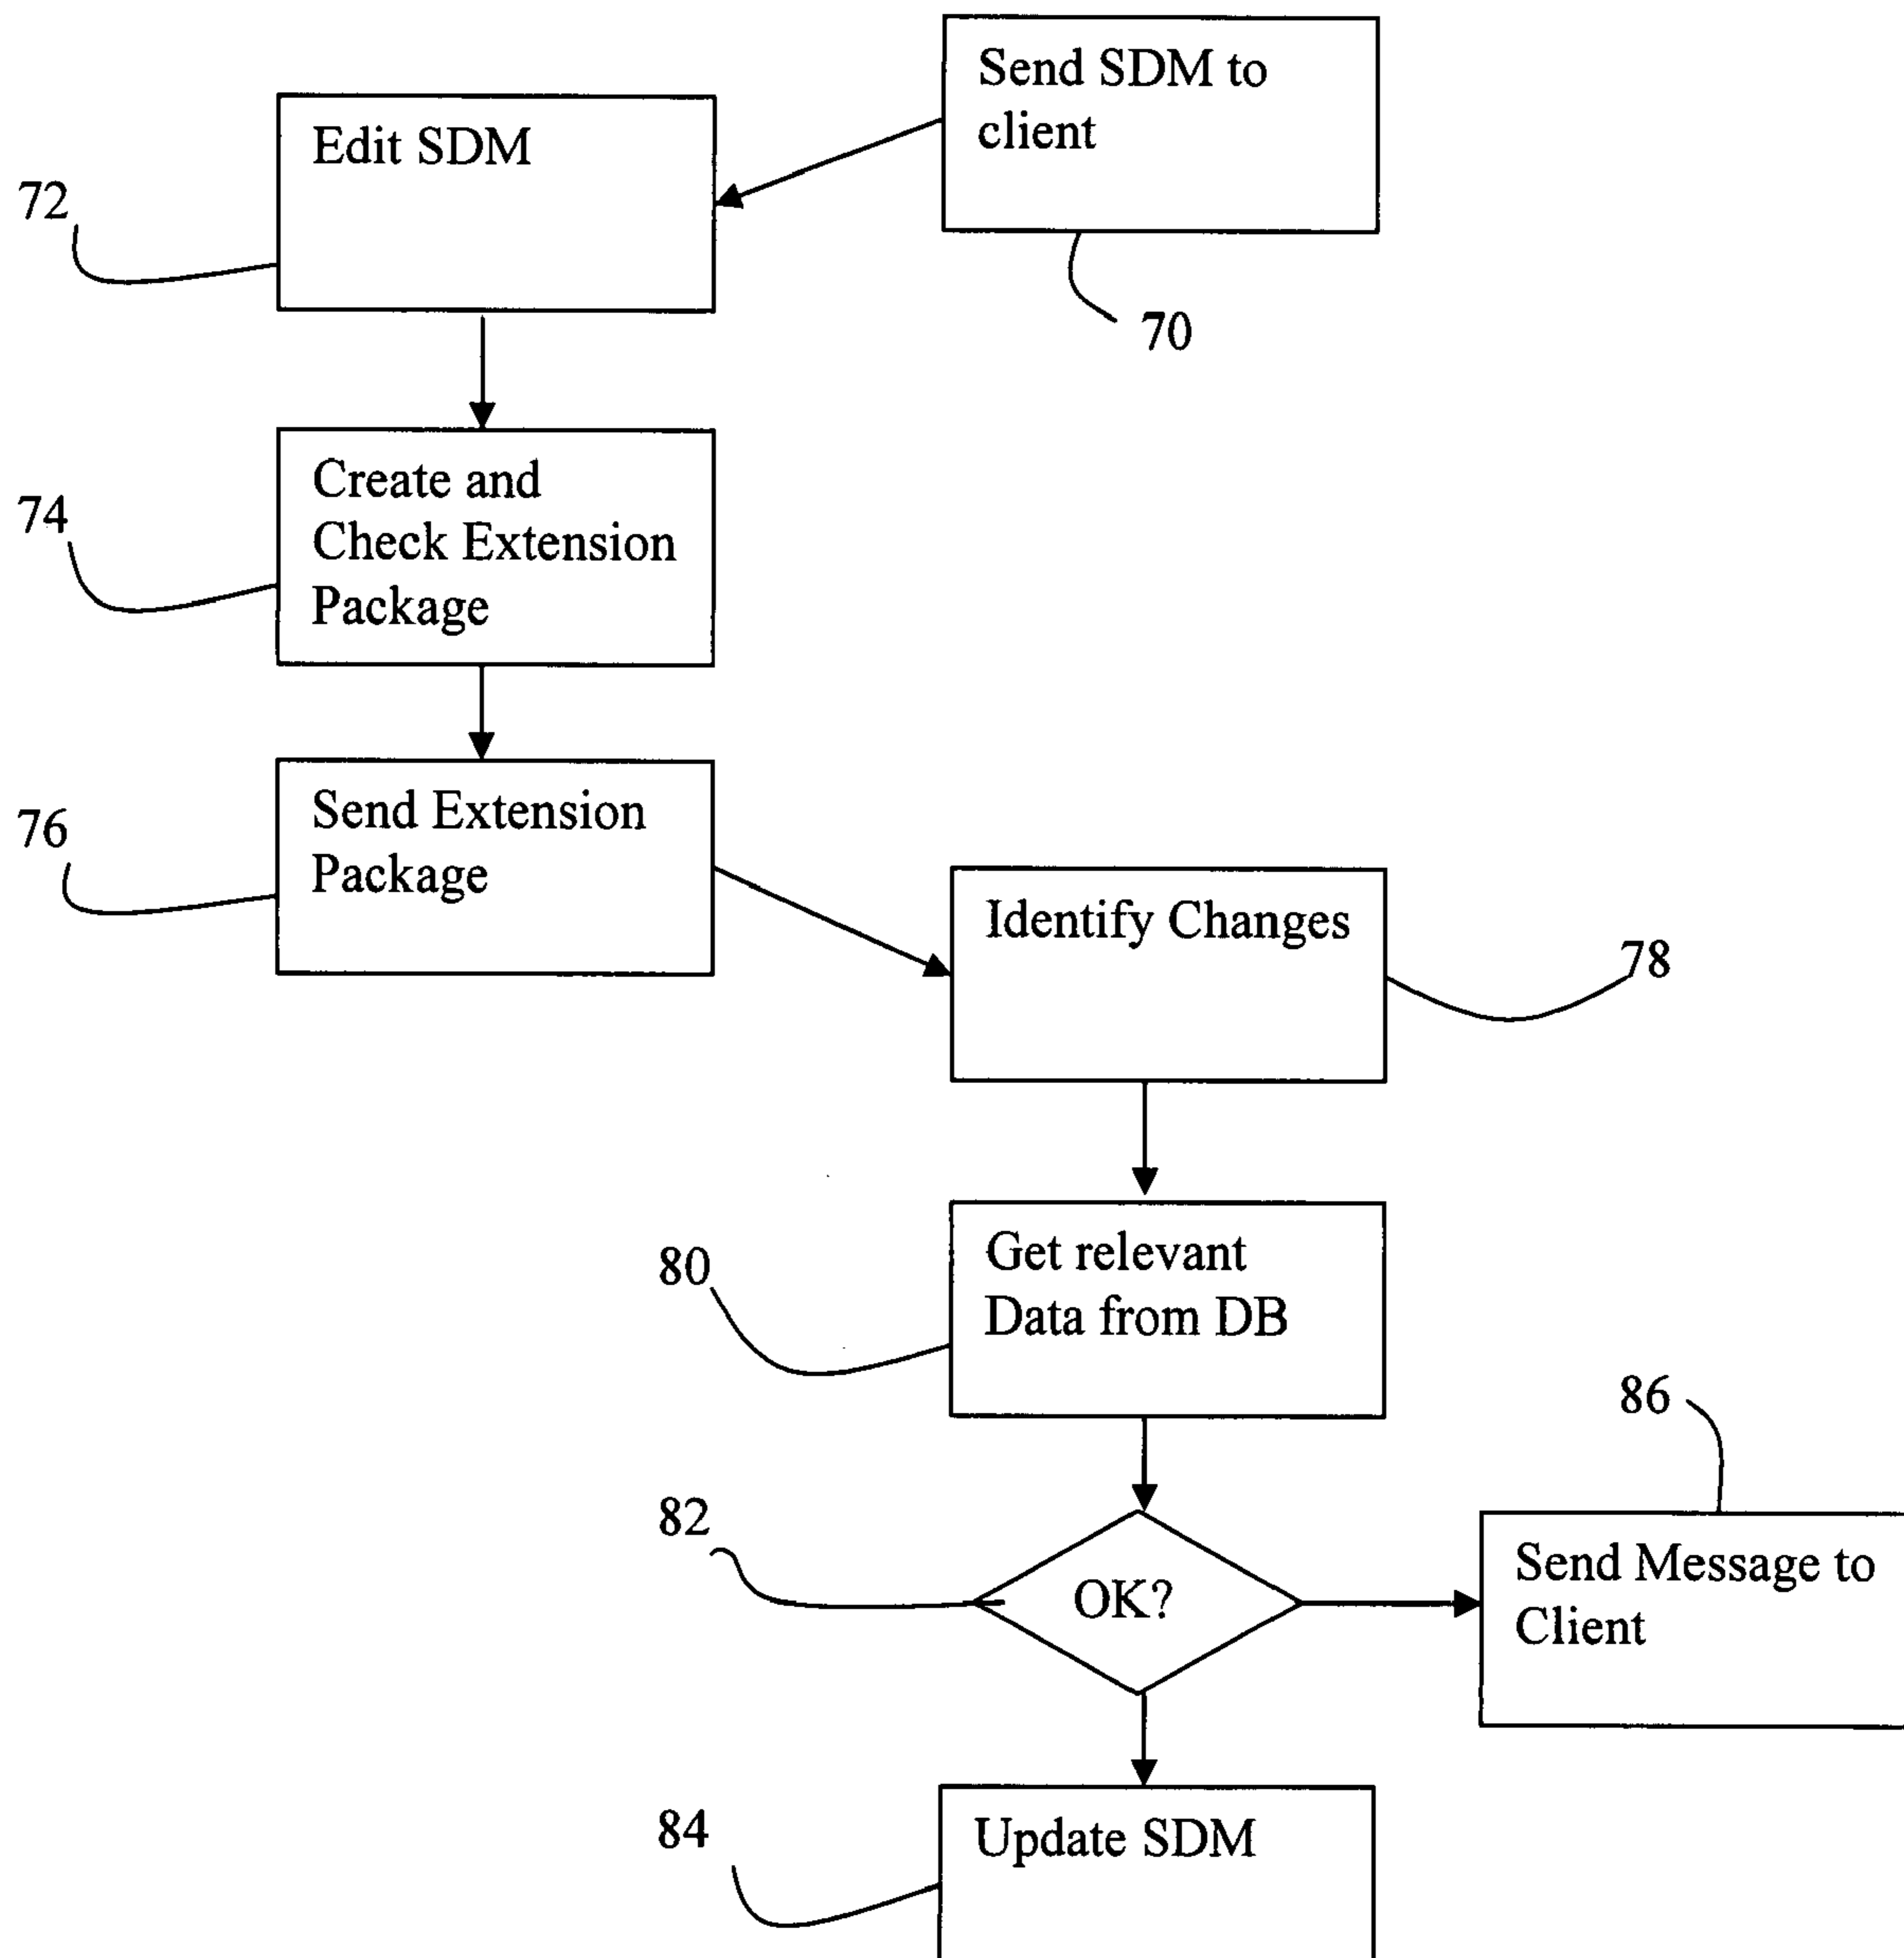 Send SDM to
client
70
Edit SDM
72
Create and
Check Extension
Package
74
Send Extension
Package
76
Identify Changes
78
Get relevant
Data from DB
80
OK?
82
Send Message to
Client
86
Update SDM
84